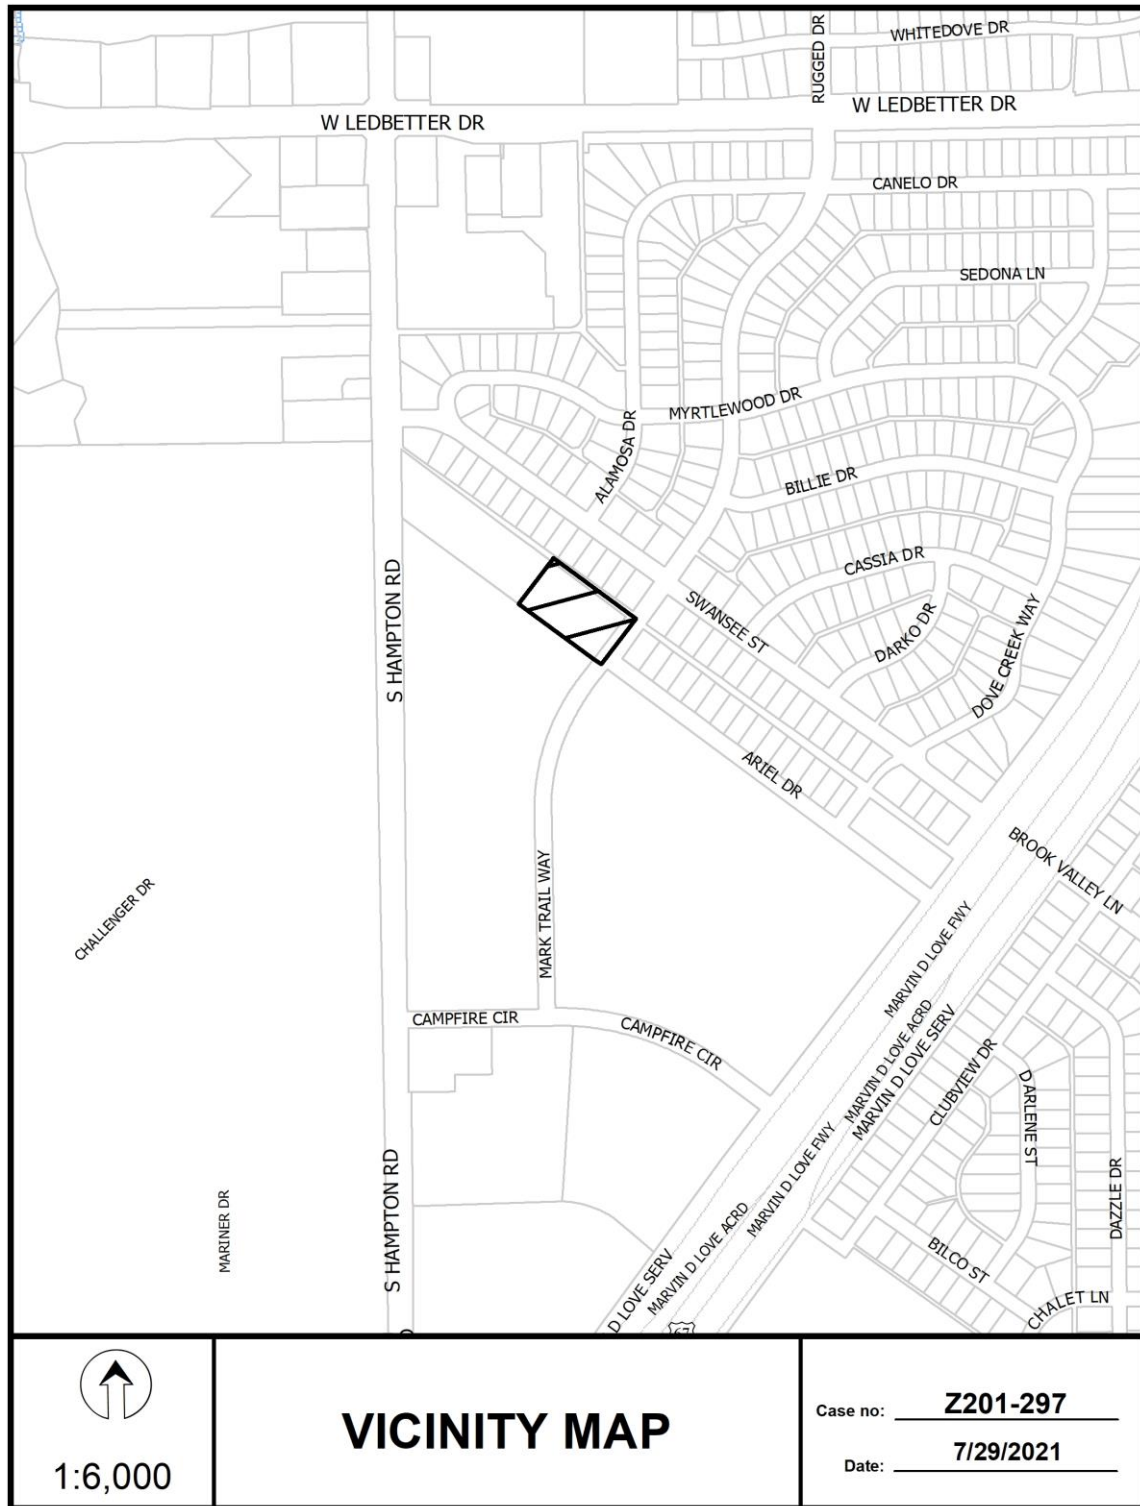 WHITEDOVE DR
RUGGED DR
W LEDBETTER DR
W LEDBETTER DR
CANELO DR
SEDONA LN
MYRTLEWOOD DR
ALAMOSA DR
BILLIE DR
CASSIA DR
S HAMPTON RD
SWANSEE ST
DARKO DR
DOVE CREEK WAY
ARIEL DR
BROOK VALLEY LN
CHALLENGER DR
MARK TRAIL WAY
MARVIN D LOVE FWY
MARVIN D LOVE ACRD
MARVIN D LOVE SERV
CAMPFIRE CIR
CAMPFIRE CIR
CLUBVIEW DR
DARLENE ST
MARVIN D LOVE FWY
S HAMPTON RD
MARINER DR
DAZZLE DR
MARVIN D LOVE ACRD
BILCO ST
D LOVE SERV
CHALET LN
67
1:6,000
VICINITY MAP
Case no: Z201-297
Date: 7/29/2021